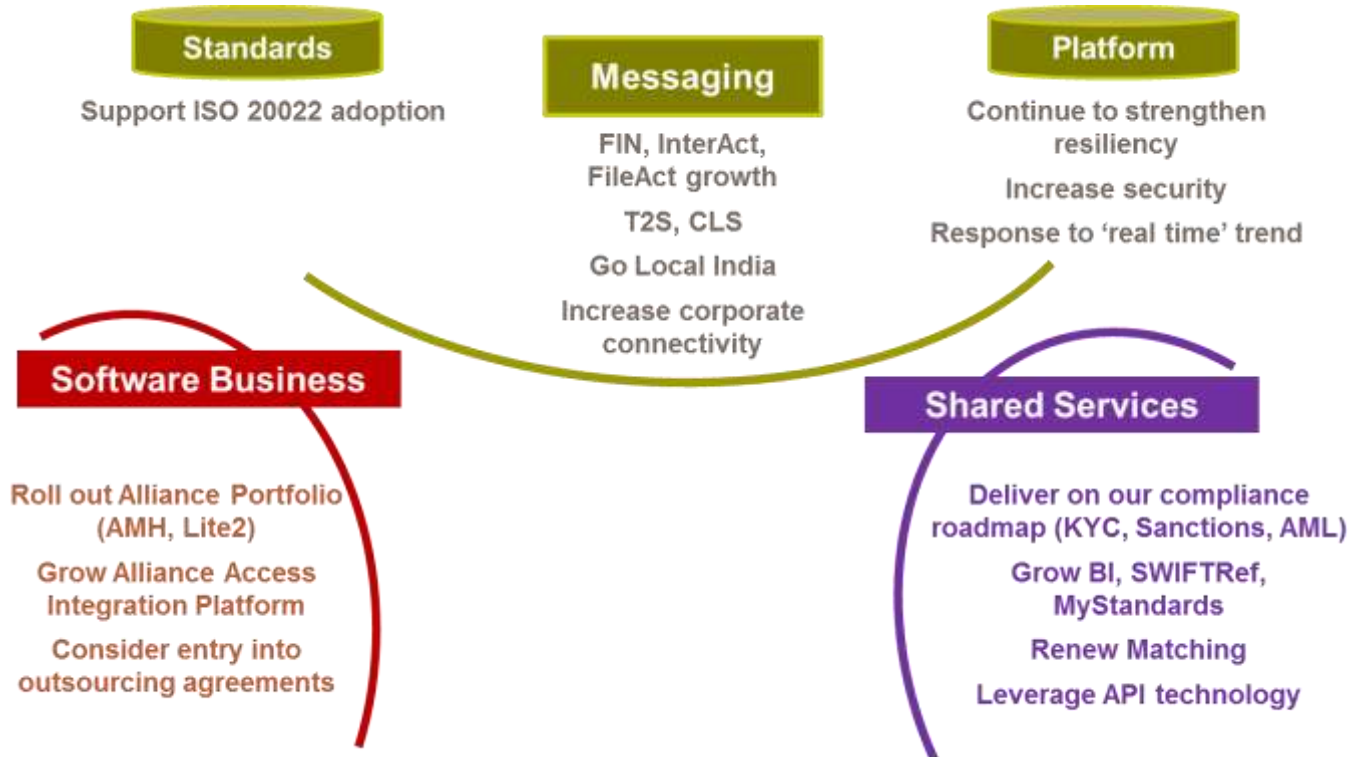 Standards
Support ISO 20022 adoption
Messaging
FIN, InterAct,
FileAct growth
T2S, CLS
Go Local India
Increase corporate
connectivity
Platform
Continue to strengthen
resiliency
Increase security
Response to ‘real time’ trend
Software Business
Roll out Alliance Portfolio
(AMH, Lite2)
Grow Alliance Access
Integration Platform
Consider entry into
outsourcing agreements
Shared Services
Deliver on our compliance
roadmap (KYC, Sanctions, AML)
Grow BI, SWIFTRef,
MyStandards
Renew Matching
Leverage API technology